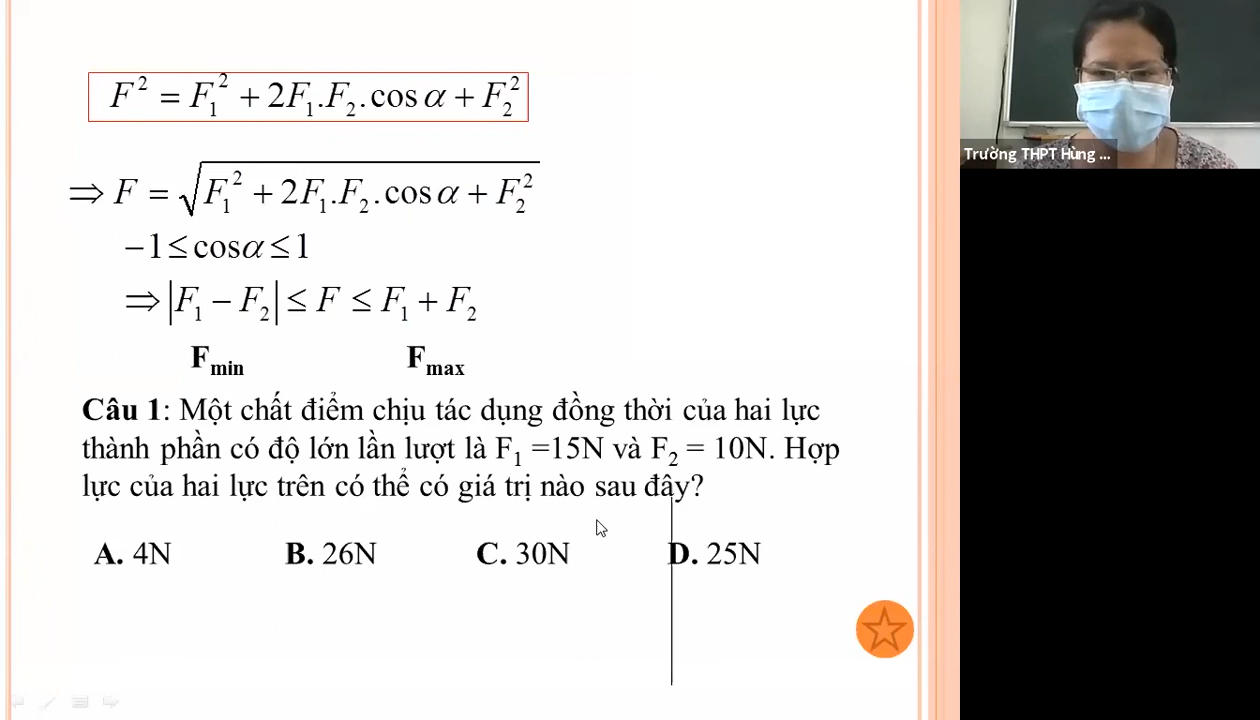 F² = F₁² + 2F₁.F₂.cos α + F₂²
⇒ F = √(F₁² + 2F₁.F₂.cos α + F₂²)
−1 ≤ cosα ≤ 1
⇒ |F₁ − F₂| ≤ F ≤ F₁ + F₂
Fmin Fmax
Câu 1: Một chất điểm chịu tác dụng đồng thời của hai lực
thành phần có độ lớn lần lượt là F₁ =15N và F₂ = 10N. Hợp
lực của hai lực trên có thể có giá trị nào sau đây?
A. 4N B. 26N C. 30N D. 25N
Trường THPT Hùng ...